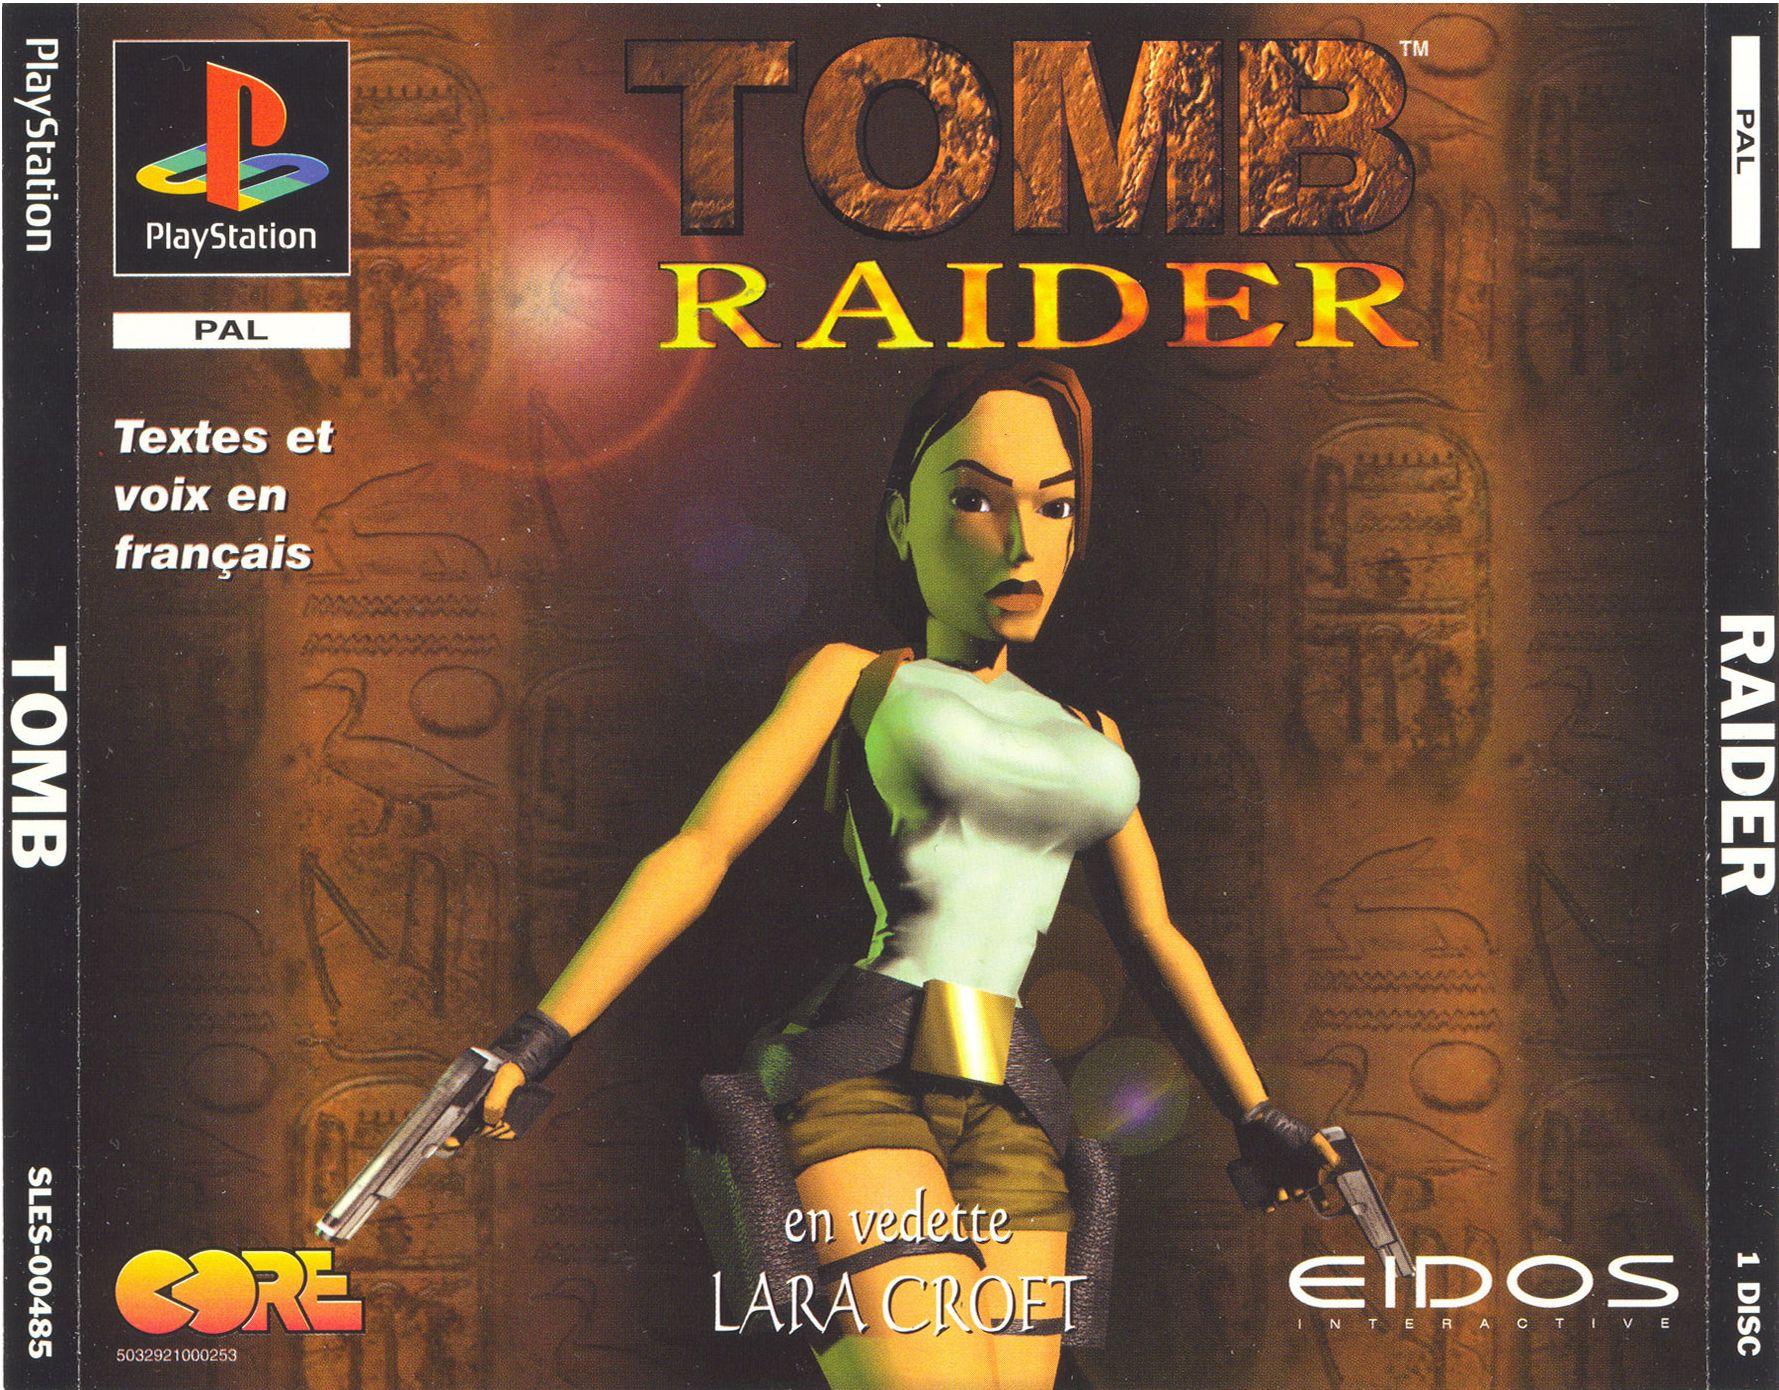 PlayStation
TOMB
SLES-00485
PlayStation
PAL
Textes et
voix en
français
TOMB™
RAIDER
en vedette
LARA CROFT
CORE
5032921000253
EIDOS
INTERACTIVE
PAL
RAIDER
1 DISC